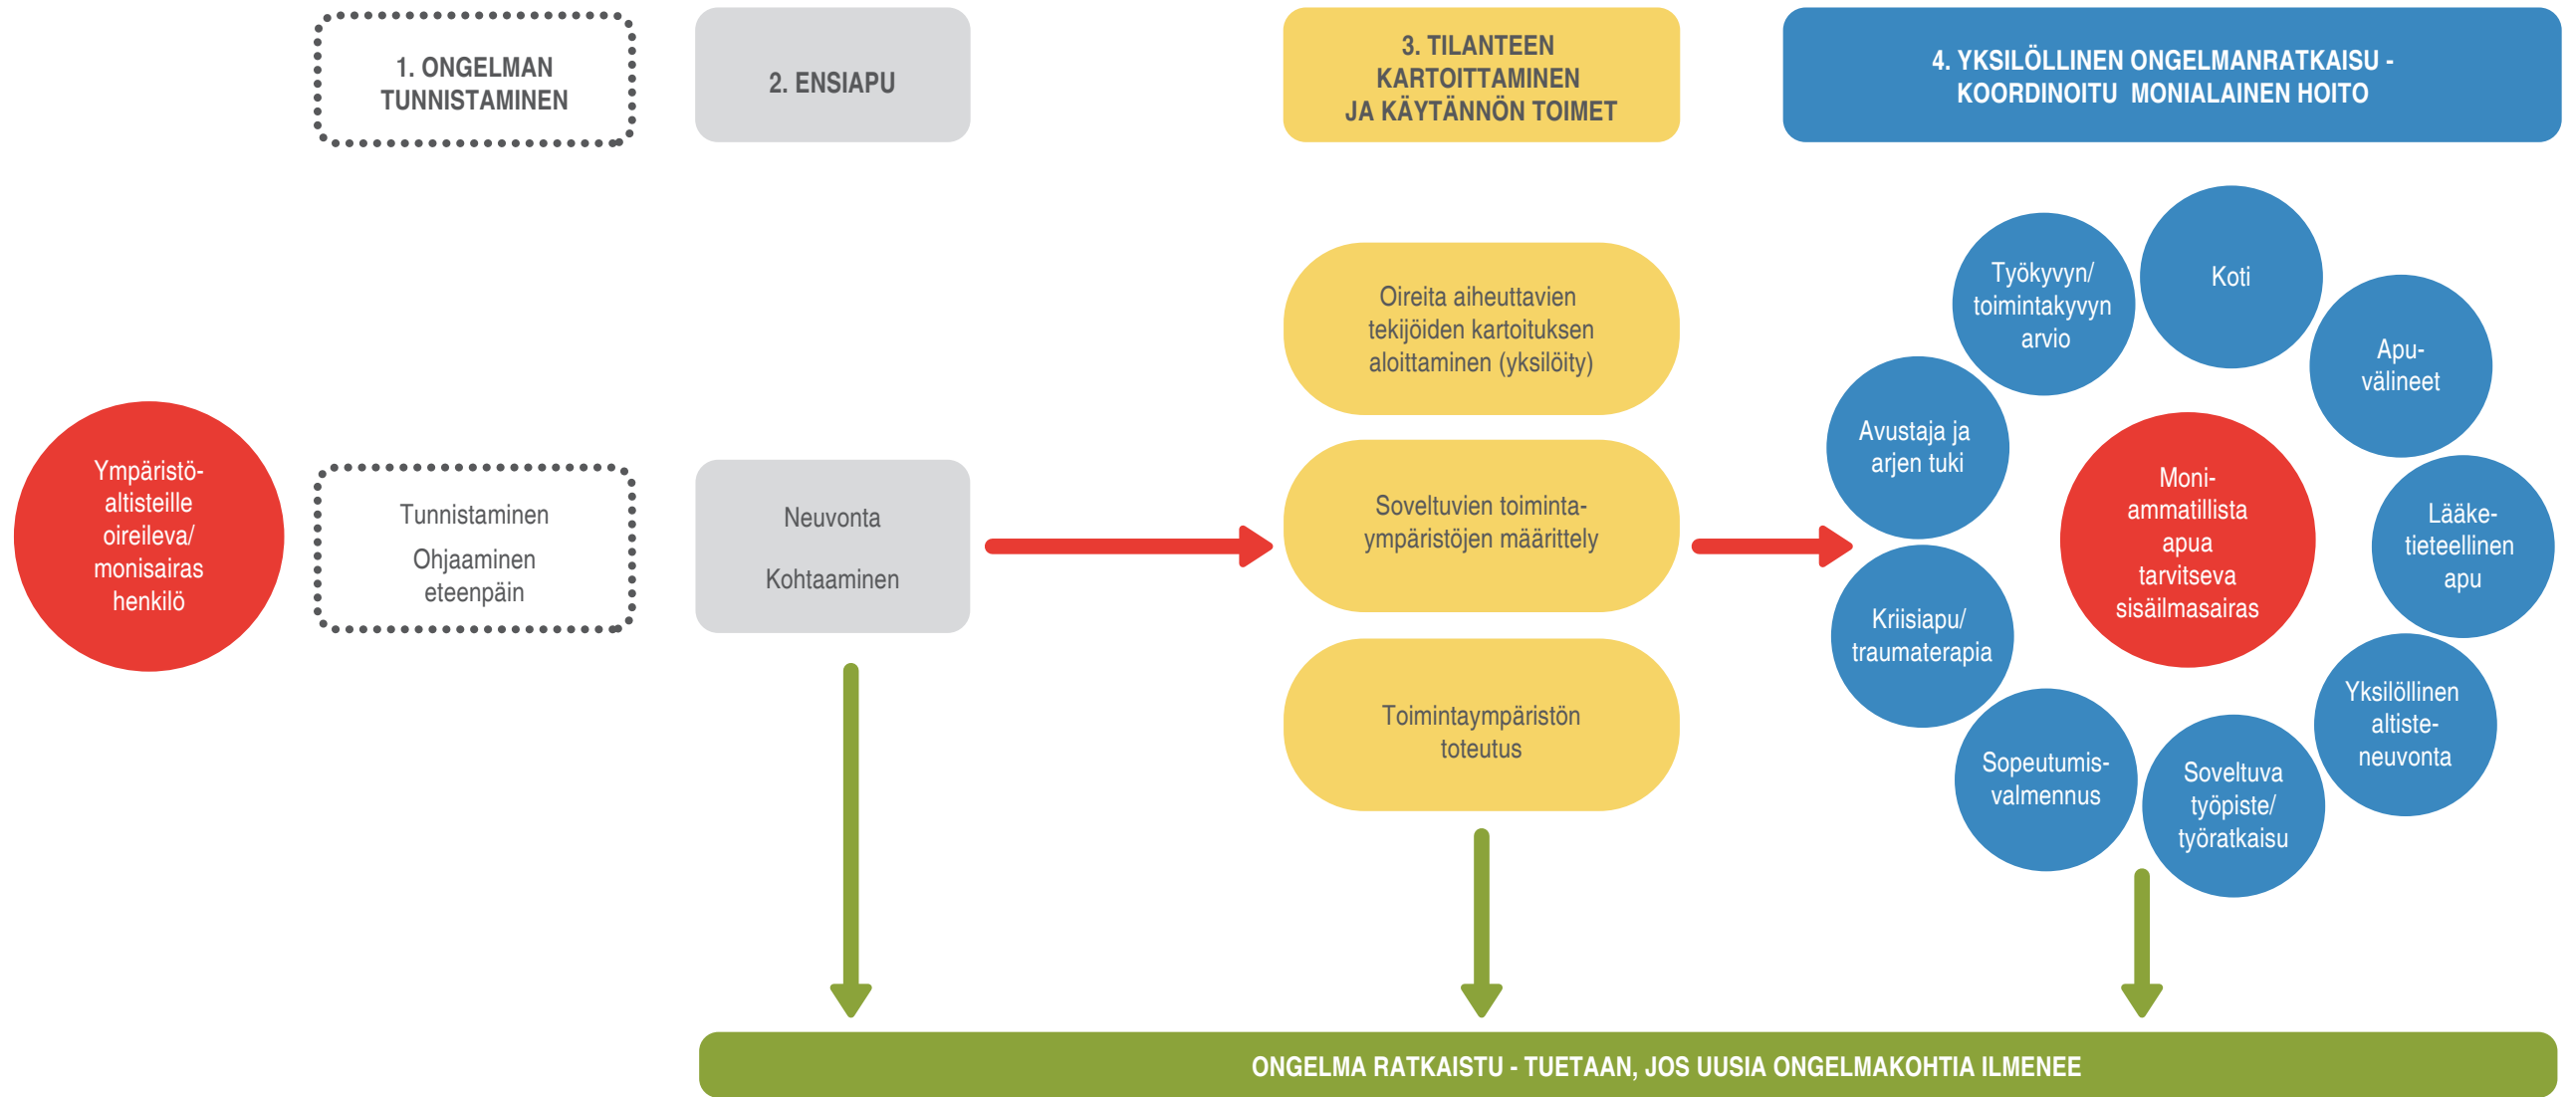 1. ONGELMAN
TUNNISTAMINEN
2. ENSIAPU
3. TILANTEEN
KARTOITTAMINEN
JA KÄYTÄNNÖN TOIMET
4. YKSILÖLLINEN ONGELMANRATKAISU -
KOORDINOITU MONIALAINEN HOITO
Ympäristö-
altisteille
oireileva/
monisairas
henkilö
Tunnistaminen
Ohjaaminen
eteenpäin
Neuvonta
Kohtaaminen
Oireita aiheuttavien
tekijöiden kartoituksen
aloittaminen (yksilöity)
Soveltuvien toiminta-
ympäristöjen määrittely
Toimintaympäristön
toteutus
Moni-
ammatillista
apua
tarvitseva
sisäilmasairas
Koti
Apu-
välineet
Lääke-
tieteellinen
apu
Yksilöllinen
altiste-
neuvonta
Soveltuva
työpiste/
työratkaisu
Sopeutumis-
valmennus
Kriisiapu/
traumaterapia
Avustaja ja
arjen tuki
Työkyvyn/
toimintakyvyn
arvio
ONGELMA RATKAISTU - TUETAAN, JOS UUSIA ONGELMAKOHTIA ILMENEE